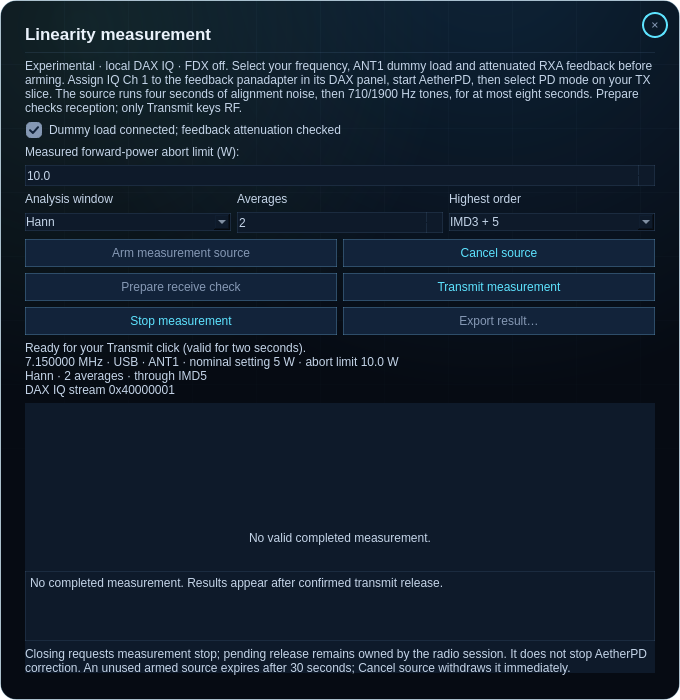 Linearity measurement
×
Experimental · local DAX IQ · FDX off. Select your frequency, ANT1 dummy load and attenuated RXA feedback before
arming. Assign IQ Ch 1 to the feedback panadapter in its DAX panel, start AetherPD, then select PD mode on your TX
slice. The source runs four seconds of alignment noise, then 710/1900 Hz tones, for at most eight seconds. Prepare
checks reception; only Transmit keys RF.
Dummy load connected; feedback attenuation checked
Measured forward-power abort limit (W):
10.0
Analysis window Averages Highest order
Hann 2 IMD3 + 5
Arm measurement source Cancel source
Prepare receive check Transmit measurement
Stop measurement Export result…
Ready for your Transmit click (valid for two seconds).
7.150000 MHz · USB · ANT1 · nominal setting 5 W · abort limit 10.0 W
Hann · 2 averages · through IMD5
DAX IQ stream 0x40000001
No valid completed measurement.
No completed measurement. Results appear after confirmed transmit release.
Closing requests measurement stop; pending release remains owned by the radio session. It does not stop AetherPD
correction. An unused armed source expires after 30 seconds; Cancel source withdraws it immediately.